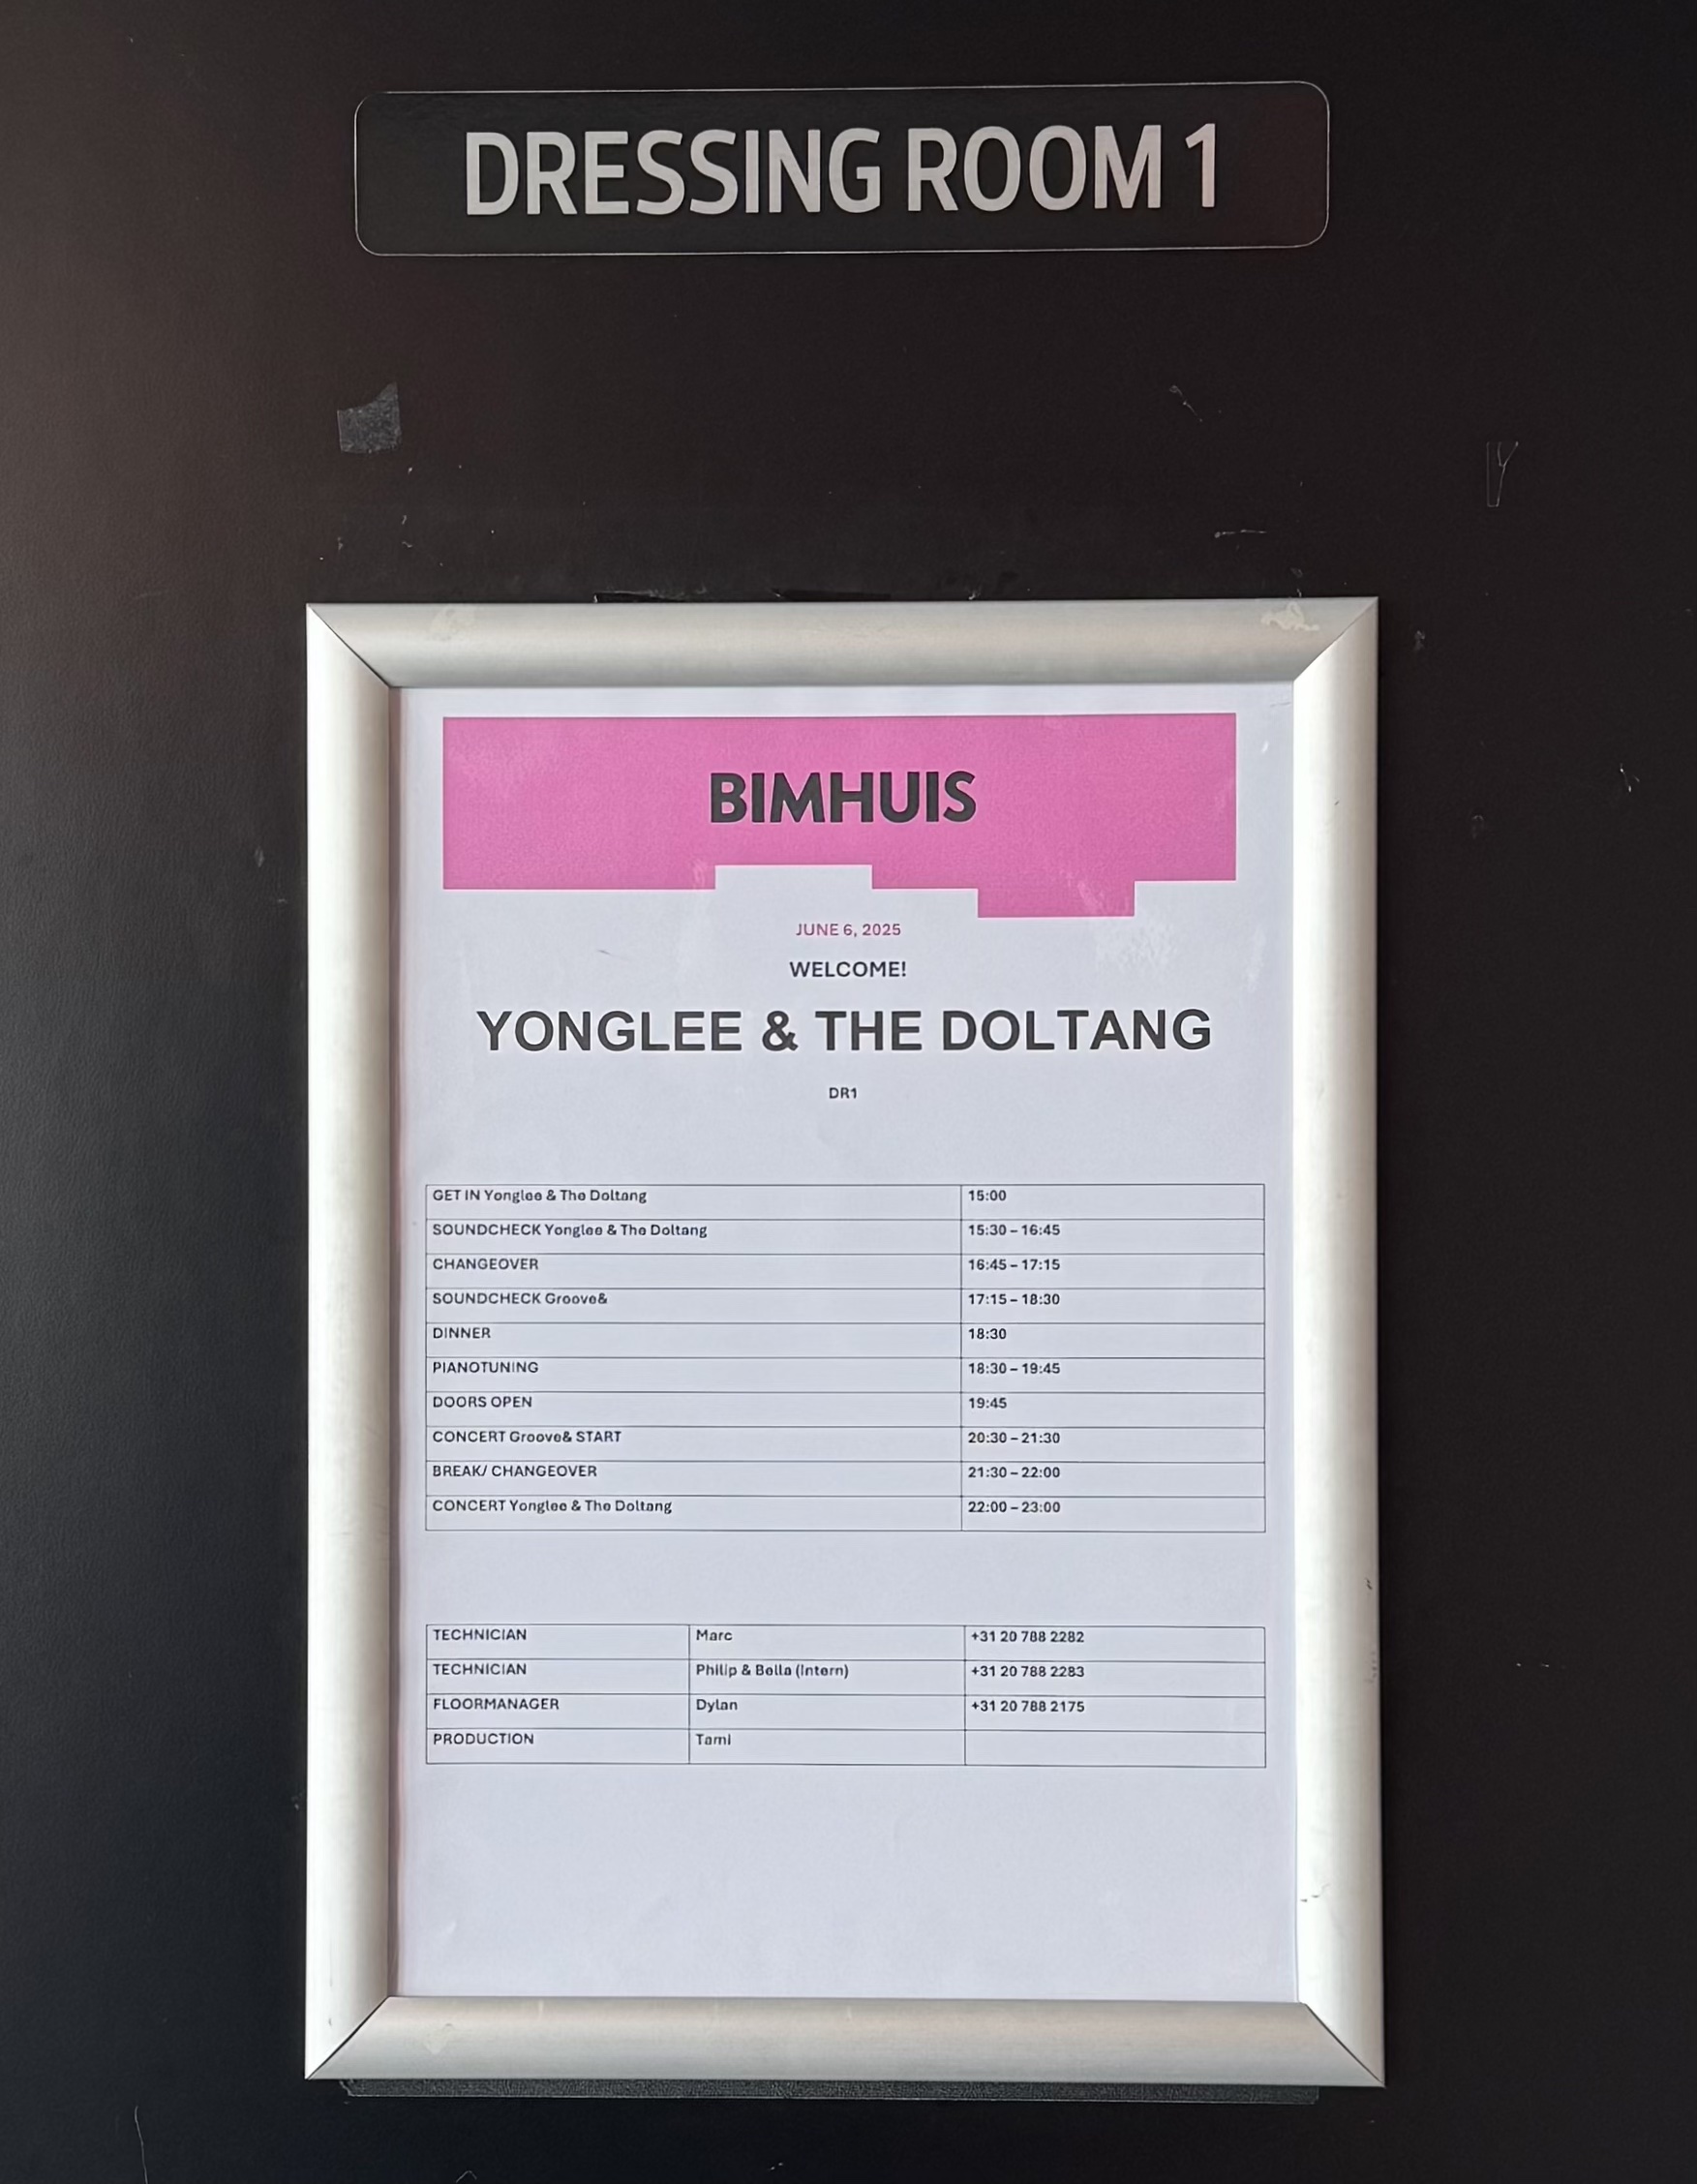 DRESSING ROOM 1
BIMHUIS
JUNE 6, 2025
WELCOME!
YONGLEE & THE DOLTANG
DR1
GET IN Yonglee & The Doltang 15:00
SOUNDCHECK Yonglee & The Doltang 15:30 – 16:45
CHANGEOVER 16:45 – 17:15
SOUNDCHECK Groove& 17:15 – 18:30
DINNER 18:30
PIANOTUNING 18:30 – 19:45
DOORS OPEN 19:45
CONCERT Groove& START 20:30 – 21:30
BREAK/ CHANGEOVER 21:30 – 22:00
CONCERT Yonglee & The Doltang 22:00 – 23:00
TECHNICIAN Marc +31 20 788 2282
TECHNICIAN Philip & Bella (Intern) +31 20 788 2283
FLOORMANAGER Dylan +31 20 788 2175
PRODUCTION Tami